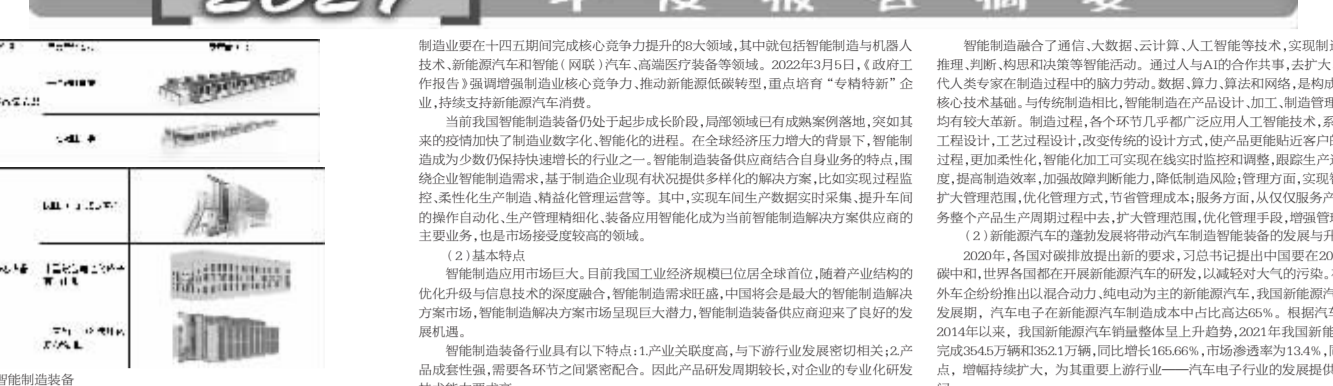 2021 年度报告摘要
智能制造装备
制造业要在十四五期间完成核心竞争力提升的8大领域,其中就包括智能制造与机器人
技术、新能源汽车和智能(网联)汽车、高端医疗装备等领域。2022年3月5日,《政府工
作报告》强调增强制造业核心竞争力、推动新能源低碳转型,重点培育“专精特新”企
业,持续支持新能源汽车消费。
当前我国智能制造装备仍处于起步成长阶段,局部领域已有成熟案例落地,突如其
来的疫情加快了制造业数字化、智能化的进程。在全球经济压力增大的背景下,智能制
造成为少数仍保持快速增长的行业之一。智能制造装备供应商结合自身业务的特点,围
绕企业智能制造需求,基于制造企业现有状况提供多样化的解决方案,比如实现过程监
控、柔性化生产制造、精益化管理运营等。其中,实现车间生产数据实时采集、提升车间
的操作自动化、生产管理精细化、装备应用智能化成为当前智能制造解决方案供应商的
主要业务,也是市场接受度较高的领域。
(2)基本特点
智能制造应用市场巨大。目前我国工业经济规模已位居全球首位,随着产业结构的
优化升级与信息技术的深度融合,智能制造需求旺盛,中国将会是最大的智能制造解决
方案市场,智能制造解决方案市场呈现巨大潜力,智能制造装备供应商迎来了良好的发
展机遇。
智能制造装备行业具有以下特点:1.产业关联度高,与下游行业发展密切相关;2.产
品成套性强,需要各环节之间紧密配合。因此产品研发周期较长,对企业的专业化研发
智能制造融合了通信、大数据、云计算、人工智能等技术,实现制造
推理、判断、构思和决策等智能活动。通过人与AI的合作共事,去扩大
代人类专家在制造过程中的脑力劳动。数据、算力、算法和网络,是构成
核心技术基础。与传统制造相比,智能制造在产品设计、加工、制造管理
均有较大革新。制造过程,各个环节几乎都广泛应用人工智能技术,系
工程设计,工艺过程设计,改变传统的设计方式,使产品更能贴近客户的
过程,更加柔性化,智能化加工可实现在线实时监控和调整,跟踪生产进
度,提高制造效率,加强故障判断能力,降低制造风险;管理方面,实现智
扩大管理范围,优化管理方式,节省管理成本;服务方面,从仅仅服务产
务整个产品生产周期过程中去,扩大管理范围,优化管理手段,增强管理
(2)新能源汽车的蓬勃发展将带动汽车制造智能装备的发展与升
2020年,各国对碳排放提出新的要求,习总书记提出中国要在20
碳中和,世界各国都在开展新能源汽车的研发,以减轻对大气的污染。
外车企纷纷推出以混合动力、纯电动为主的新能源汽车,我国新能源汽
发展期,汽车电子在新能源汽车制造成本中占比高达65%。根据汽车
2014年以来,我国新能源汽车销量整体呈上升趋势,2021年我国新能
完成354.5万辆和352.1万辆,同比增长165.66%,市场渗透率为13.4%,同
点,增幅持续扩大,为其重要上游行业——汽车电子行业的发展提供